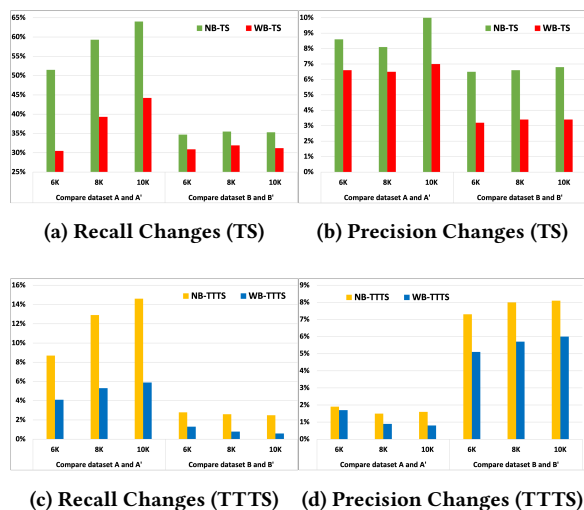 65%
60%
55%
50%
45%
40%
35%
30%
25%
NB-TS WB-TS
6K 8K 10K 6K 8K 10K
Compare dataset A and A' Compare dataset B and B'
(a) Recall Changes (TS)
10%
9%
8%
7%
6%
5%
4%
3%
2%
1%
0%
NB-TS WB-TS
6K 8K 10K 6K 8K 10K
Compare dataset A and A' Compare dataset B and B'
(b) Precision Changes (TS)
16%
14%
12%
10%
8%
6%
4%
2%
0%
NB-TTTS WB-TTTS
6K 8K 10K 6K 8K 10K
Compare dataset A and A' Compare dataset B and B'
(c) Recall Changes (TTTS)
9%
8%
7%
6%
5%
4%
3%
2%
1%
0%
NB-TTTS WB-TTTS
6K 8K 10K 6K 8K 10K
Compare dataset A and A' Compare dataset B and B'
(d) Precision Changes (TTTS)